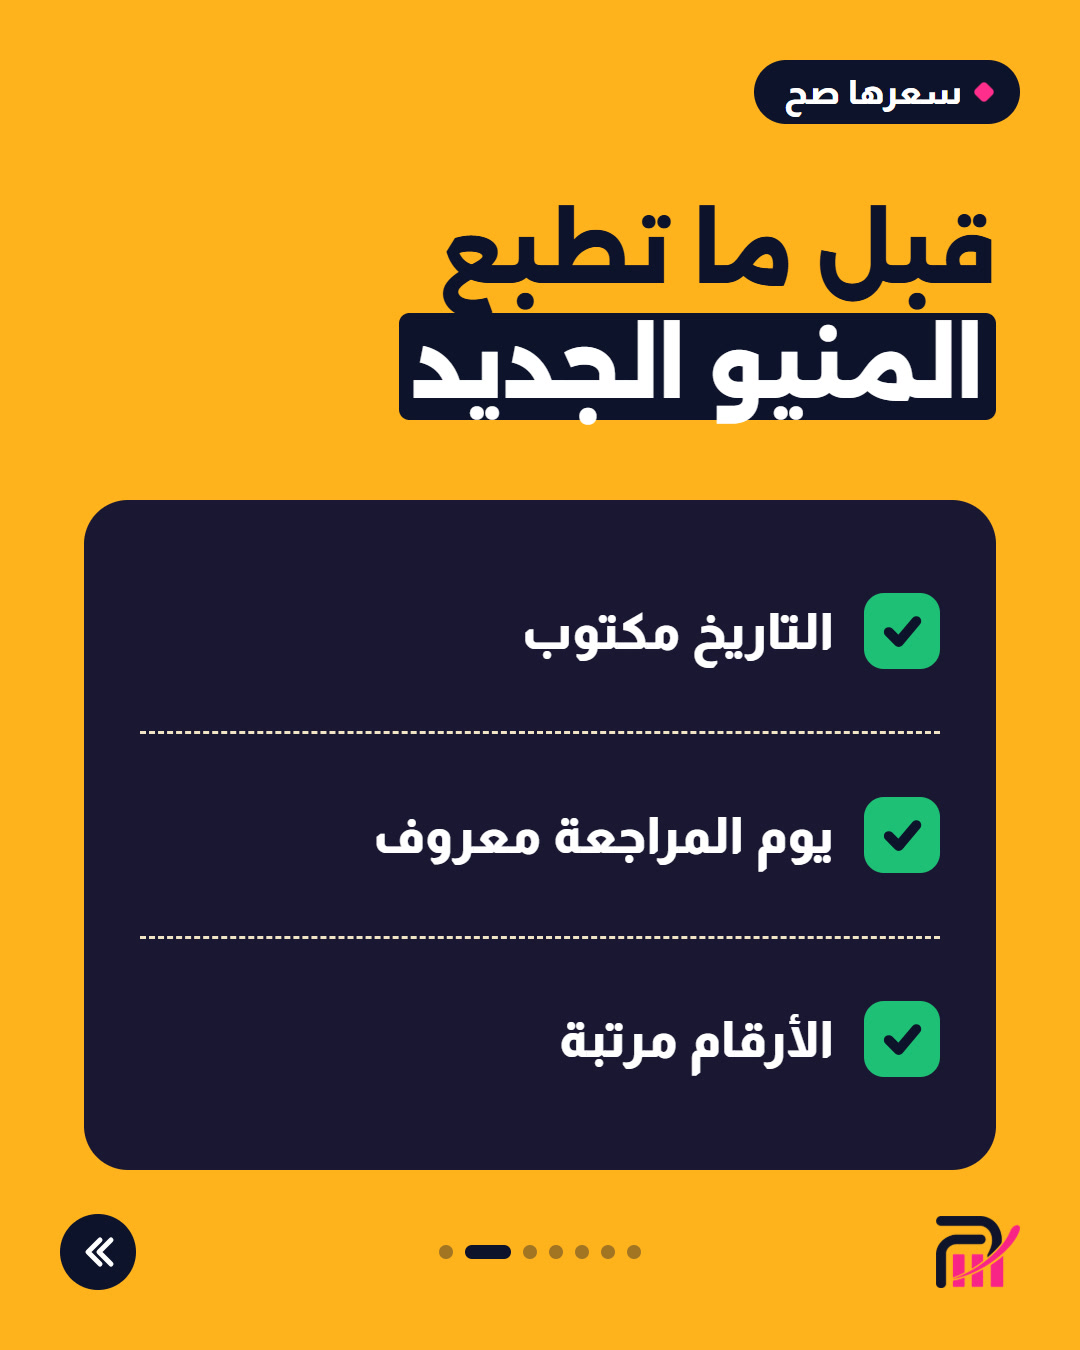 سعرها صح
قبل ما تطبع
المنيو الجديد
التاريخ مكتوب
يوم المراجعة معروف
الأرقام مرتبة